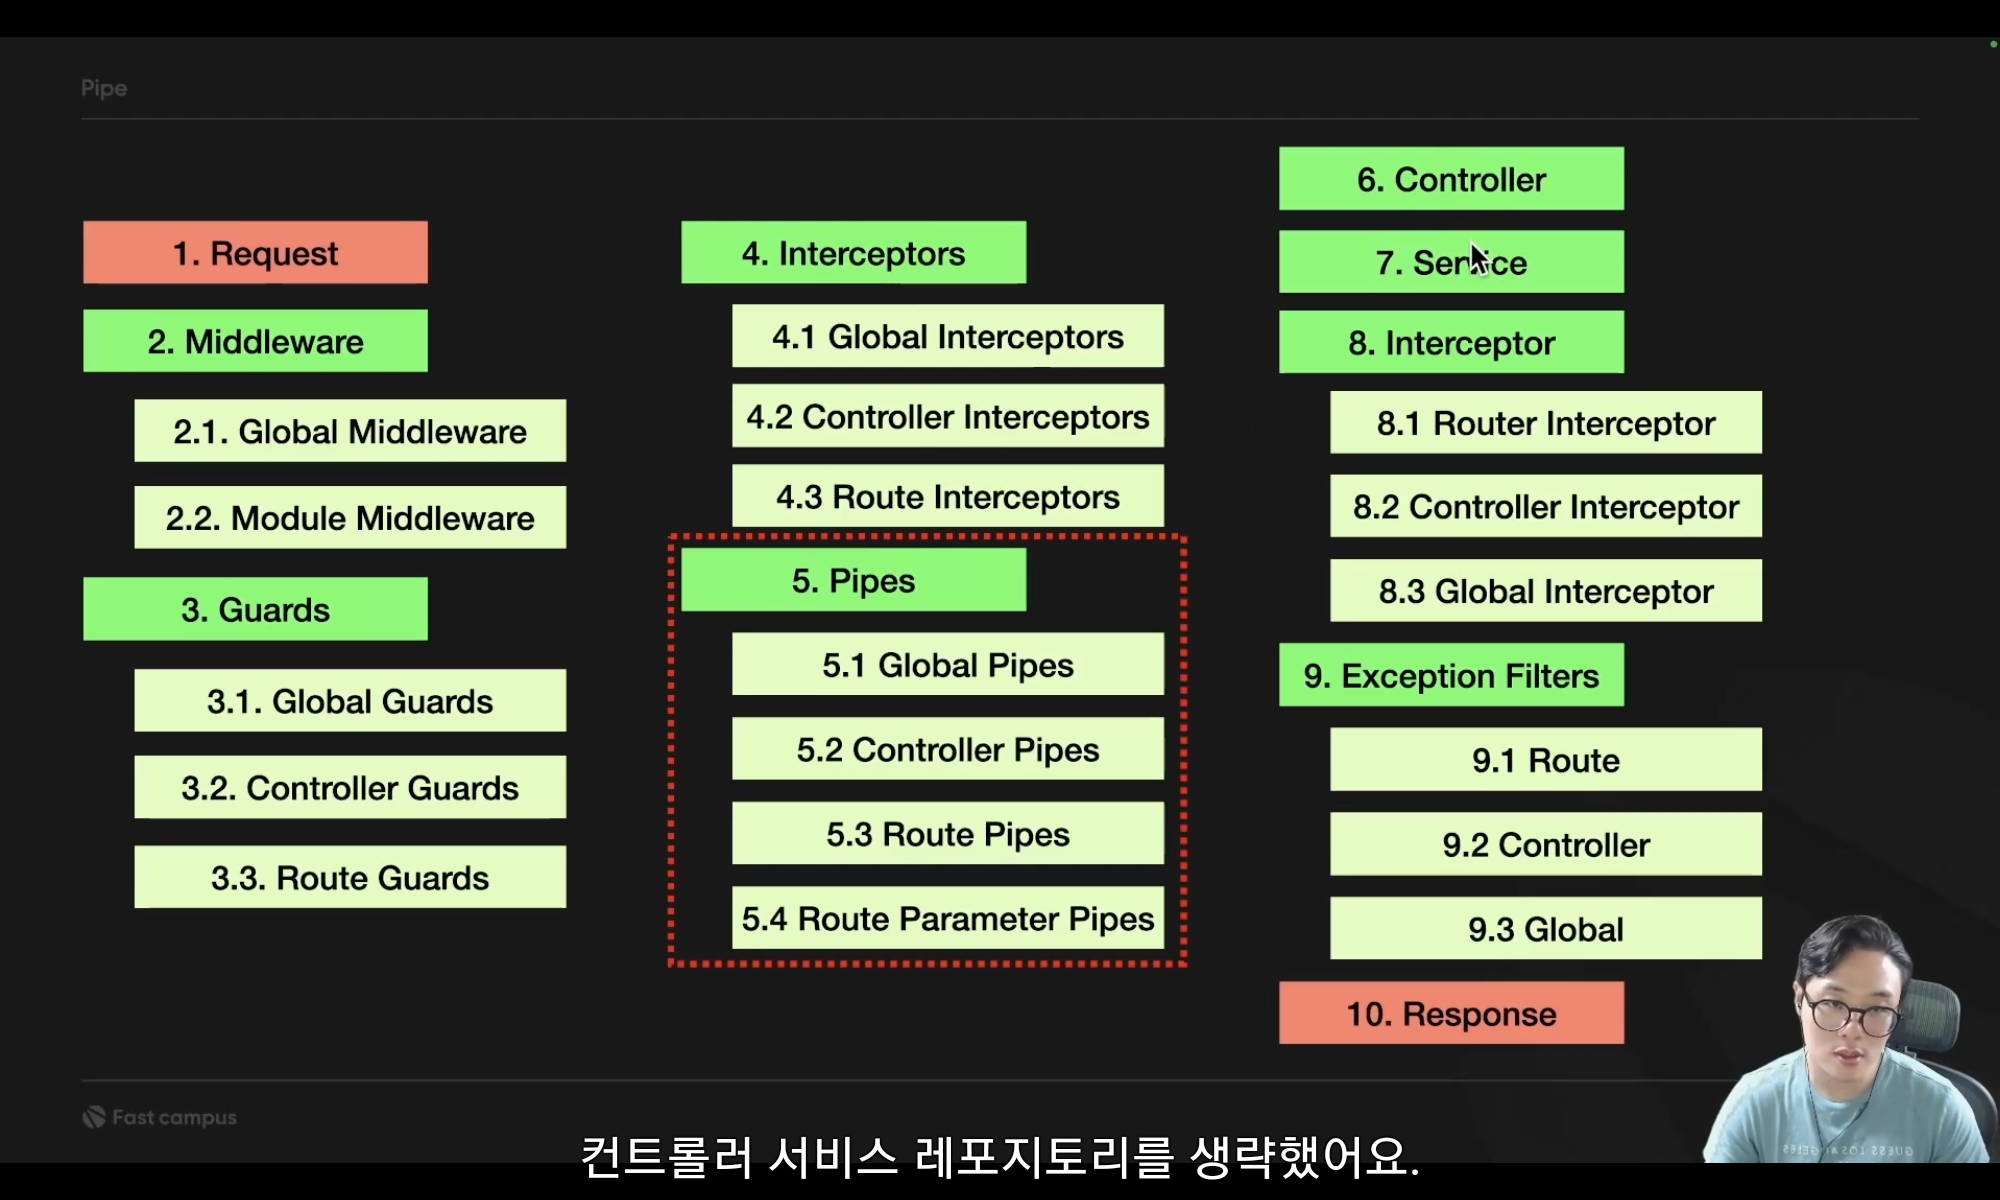 Pipe
1. Request
2. Middleware
2.1. Global Middleware
2.2. Module Middleware
3. Guards
3.1. Global Guards
3.2. Controller Guards
3.3. Route Guards
4. Interceptors
4.1 Global Interceptors
4.2 Controller Interceptors
4.3 Route Interceptors
5. Pipes
5.1 Global Pipes
5.2 Controller Pipes
5.3 Route Pipes
5.4 Route Parameter Pipes
6. Controller
7. Service
8. Interceptor
8.1 Router Interceptor
8.2 Controller Interceptor
8.3 Global Interceptor
9. Exception Filters
9.1 Route
9.2 Controller
9.3 Global
10. Response
Fast campus
컨트롤러 서비스 레포지토리를 생략했어요.